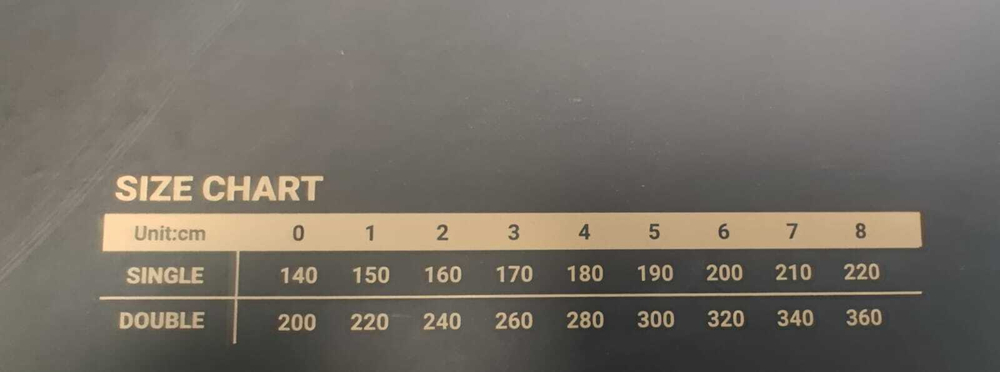 SIZE CHART
Unit:cm 0 1 2 3 4 5 6 7 8
SINGLE 140 150 160 170 180 190 200 210 220
DOUBLE 200 220 240 260 280 300 320 340 360